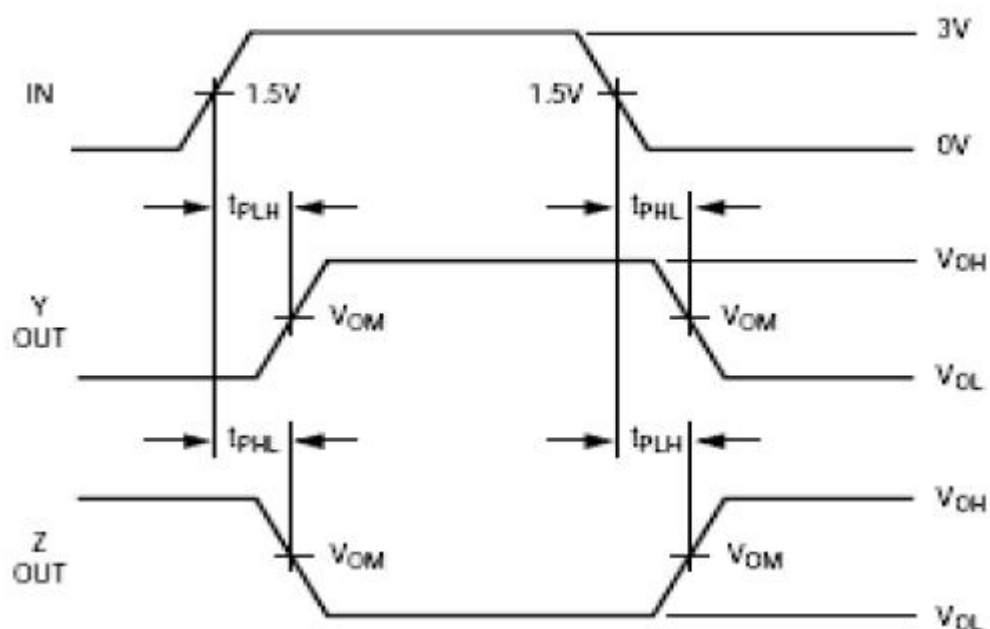 3V
IN 1.5V 1.5V
0V
tPLH tPHL
VOH
Y OUT VOM VOM
VOL
tPHL tPLH
VOH
Z OUT VOM VOM
VOL